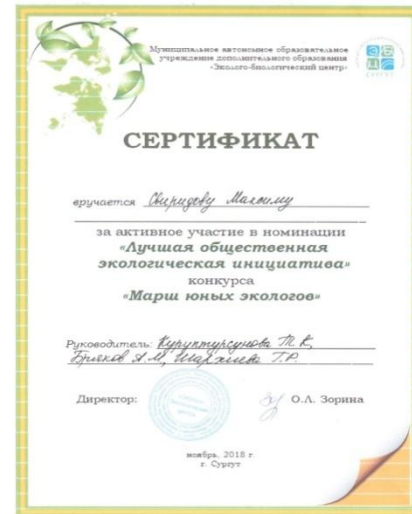 Муниципальное автономное образовательное
учреждение дополнительного образования
«Эколого-биологический центр»
ЭБЦ
СУРГУТ
СЕРТИФИКАТ
вручается Свиридову Максиму
за активное участие в номинации
«Лучшая общественная
экологическая инициатива»
конкурса
«Марш юных экологов»
Руководитель: Т.К,
А.М, Т.Р.
Директор: О.Л. Зорина
ноябрь, 2018 г
г. Сургут